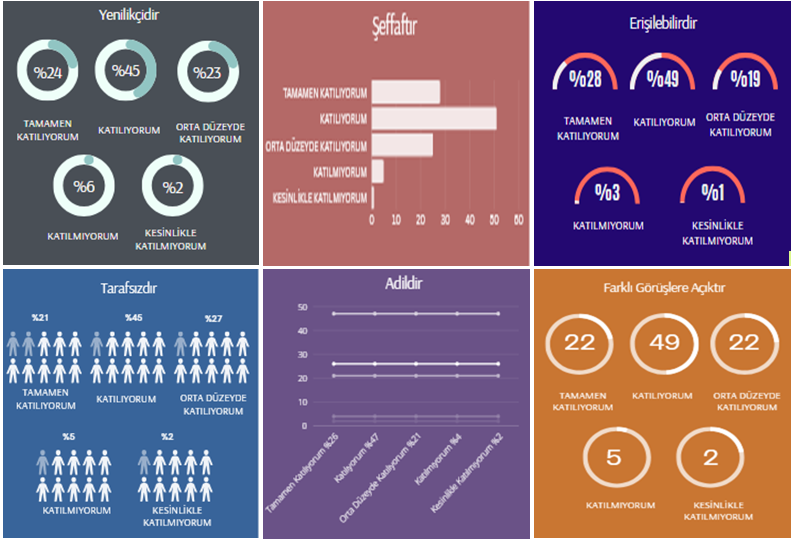 Yenilikçidir
%24
%45
%23
TAMAMEN
KATILIYORUM
KATILIYORUM
ORTA DÜZEYDE
KATILIYORUM
%6
%2
KATILMIYORUM
KESİNLİKLE
KATILMIYORUM
Şeffaftır
TAMAMEN KATILIYORUM
KATILIYORUM
ORTA DÜZEYDE KATILIYORUM
KATILMIYORUM
KESİNLİKLE KATILMIYORUM
0 10 20 30 40 50 60
Erişilebilirdir
%28
%49
%19
TAMAMEN
KATILIYORUM
KATILIYORUM
ORTA DÜZEYDE
KATILIYORUM
%3
%1
KATILMIYORUM
KESİNLİKLE
KATILMIYORUM
Tarafsızdır
%21
%45
%27
TAMAMEN
KATILIYORUM
KATILIYORUM
ORTA DÜZEYDE
KATILIYORUM
%5
%2
KATILMIYORUM
KESİNLİKLE
KATILMIYORUM
Adildir
50
40
30
20
10
0
Tamamen Katılıyorum %26
Katılıyorum %47
Orta Düzeyde Katılıyorum %21
Katılmıyorum %4
Kesinlikle Katılmıyorum %2
Farklı Görüşlere Açıktır
22
49
22
TAMAMEN
KATILIYORUM
KATILIYORUM
ORTA DÜZEYDE
KATILIYORUM
5
2
KATILMIYORUM
KESİNLİKLE
KATILMIYORUM